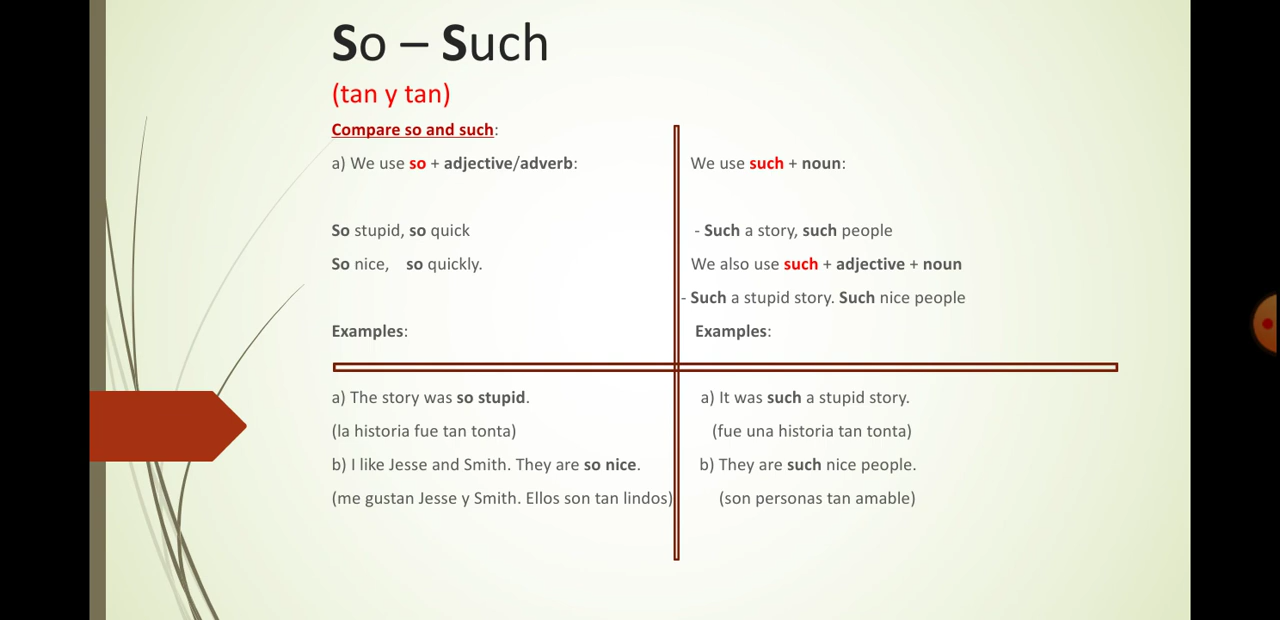 So – Such
(tan y tan)
Compare so and such:
a) We use so + adjective/adverb:
So stupid, so quick
So nice, so quickly.
Examples:
a) The story was so stupid.
(la historia fue tan tonta)
b) I like Jesse and Smith. They are so nice.
(me gustan Jesse y Smith. Ellos son tan lindos)
We use such + noun:
- Such a story, such people
We also use such + adjective + noun
- Such a stupid story. Such nice people
Examples:
a) It was such a stupid story.
(fue una historia tan tonta)
b) They are such nice people.
(son personas tan amable)